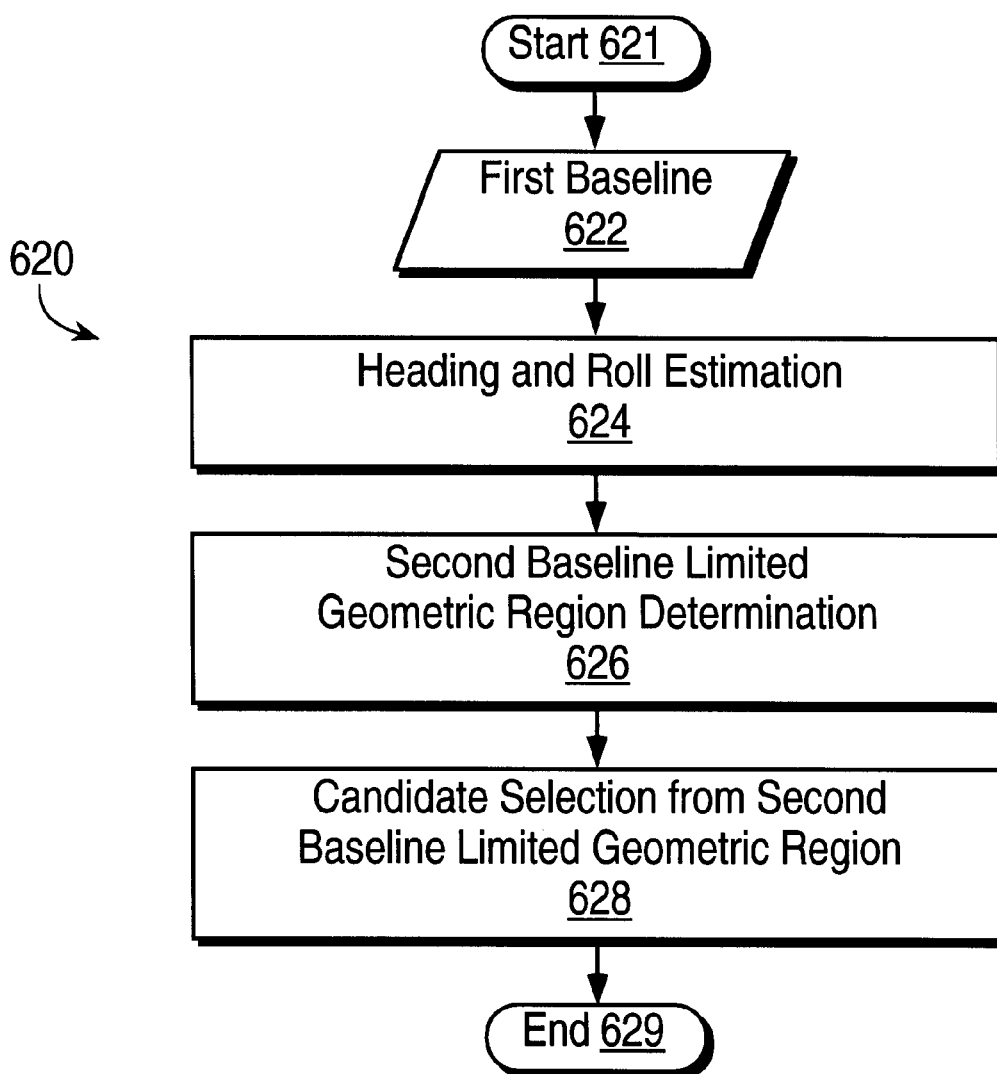 Start 621
First Baseline
622
620
Heading and Roll Estimation
624
Second Baseline Limited
Geometric Region Determination
626
Candidate Selection from Second
Baseline Limited Geometric Region
628
End 629